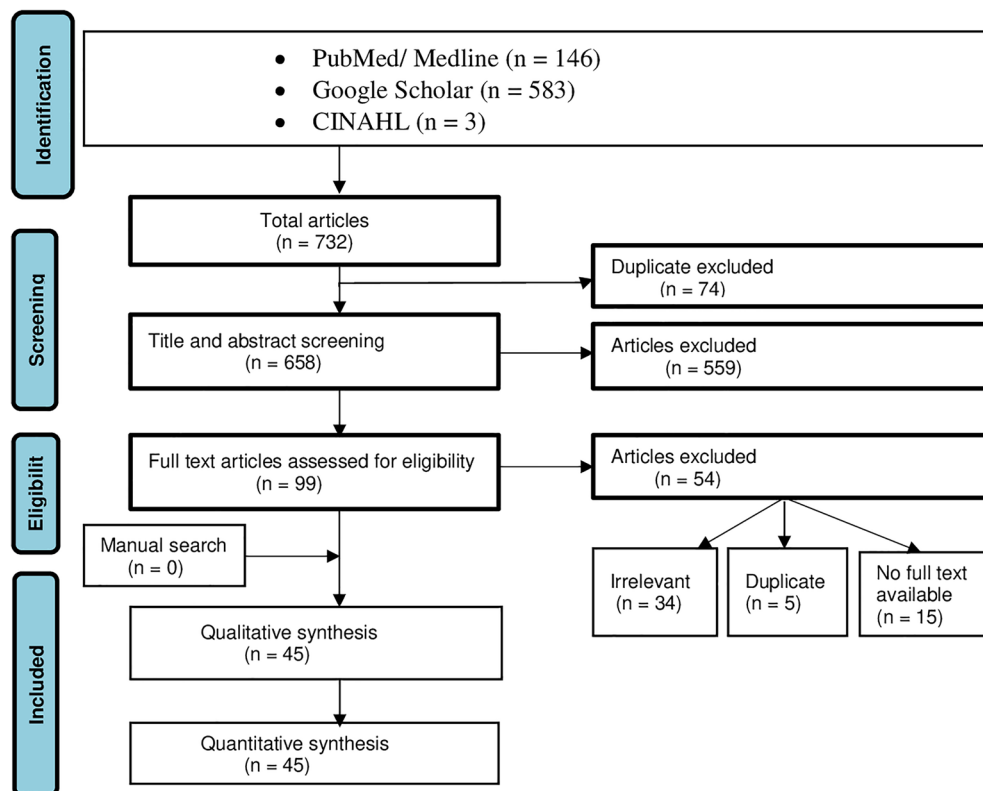 Identification
• PubMed/ Medline (n = 146)
• Google Scholar (n = 583)
• CINAHL (n = 3)
Total articles
(n = 732)
Screening
Duplicate excluded
(n = 74)
Title and abstract screening
(n = 658)
Articles excluded
(n = 559)
Eligibilit
Full text articles assessed for eligibility
(n = 99)
Articles excluded
(n = 54)
Manual search
(n = 0)
Irrelevant
(n = 34)
Duplicate
(n = 5)
No full text
available
(n = 15)
Included
Qualitative synthesis
(n = 45)
Quantitative synthesis
(n = 45)